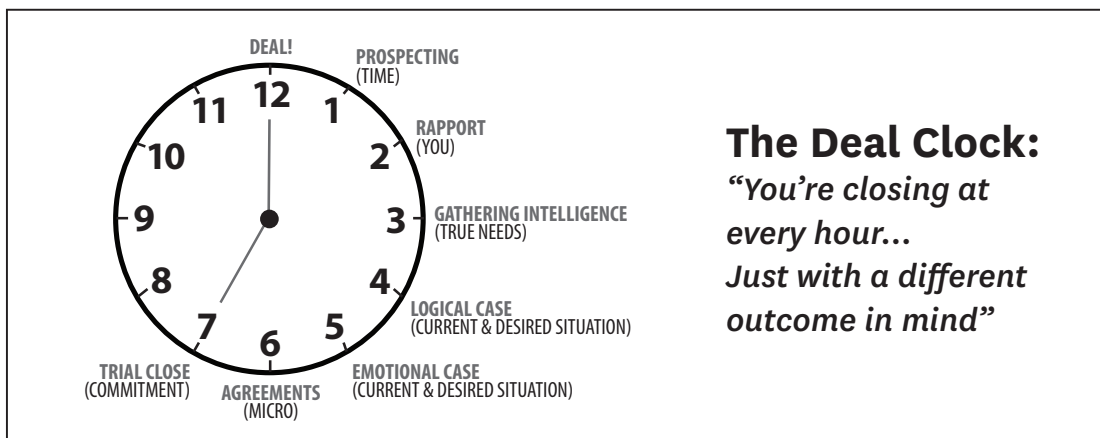 DEAL!
PROSPECTING
(TIME)
RAPPORT
(YOU)
GATHERING INTELLIGENCE
(TRUE NEEDS)
LOGICAL CASE
(CURRENT & DESIRED SITUATION)
EMOTIONAL CASE
(CURRENT & DESIRED SITUATION)
AGREEMENTS
(MICRO)
TRIAL CLOSE
(COMMITMENT)
12
1
2
3
4
5
6
7
8
9
10
11
The Deal Clock:
“You’re closing at
every hour...
Just with a different
outcome in mind”